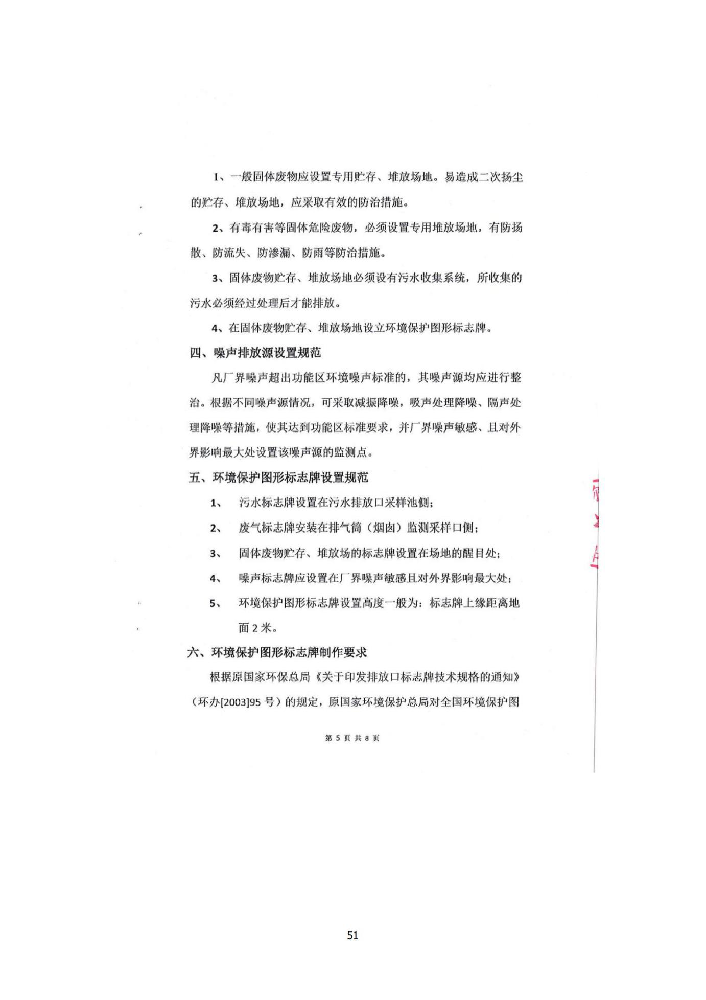 1、一般固体废物应设置专用贮存、堆放场地。易造成二次扬尘
的贮存、堆放场地，应采取有效的防治措施。
2、有毒有害等固体危险废物，必须设置专用堆放场地，有防扬
散、防流失、防渗漏、防雨等防治措施。
3、固体废物贮存、堆放场地必须设有污水收集系统，所收集的
污水必须经过处理后才能排放。
4、在固体废物贮存、堆放场地设立环境保护图形标志牌。
四、噪声排放源设置规范
凡厂界噪声超出功能区环境噪声标准的，其噪声源均应进行整
治。根据不同噪声源情况，可采取减振降噪，吸声处理降噪、隔声处
理降噪等措施，使其达到功能区标准要求，并厂界噪声敏感、且对外
界影响最大处设置该噪声源的监测点。
五、环境保护图形标志牌设置规范
1、 污水标志牌设置在污水排放口采样池侧；
2、 废气标志牌安装在排气筒（烟囱）监测采样口侧；
3、 固体废物贮存、堆放场的标志牌设置在场地的醒目处；
4、 噪声标志牌应设置在厂界噪声敏感且对外界影响最大处；
5、 环境保护图形标志牌设置高度一般为：标志牌上缘距离地
面 2 米。
六、环境保护图形标志牌制作要求
根据原国家环保总局《关于印发排放口标志牌技术规格的通知》
（环办[2003]95 号）的规定，原国家环境保护总局对全国环境保护图
第 5 页 共 8 页
51